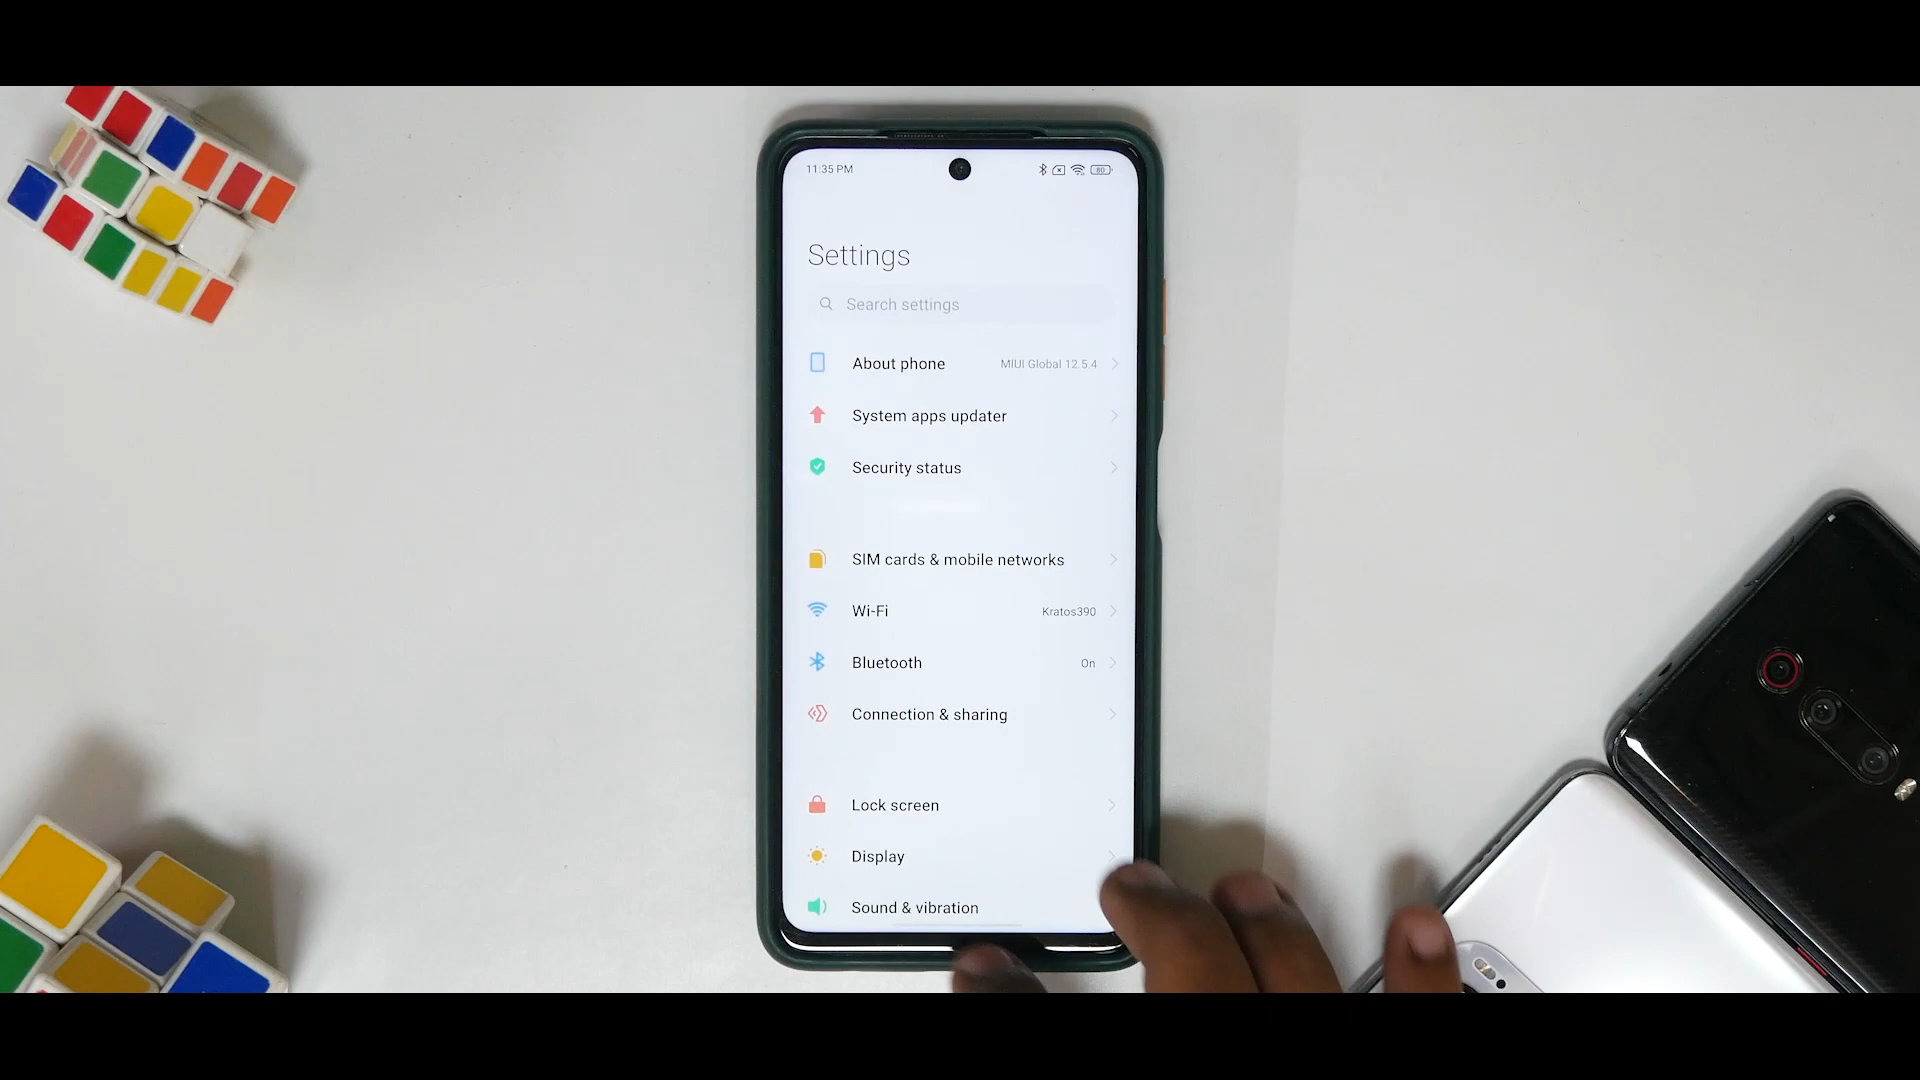 11:35 PM
80
Settings
Search settings
About phone MIUI Global 12.5.4
System apps updater
Security status
SIM cards & mobile networks
Wi-Fi Kratos390
Bluetooth On
Connection & sharing
Lock screen
Display
Sound & vibration